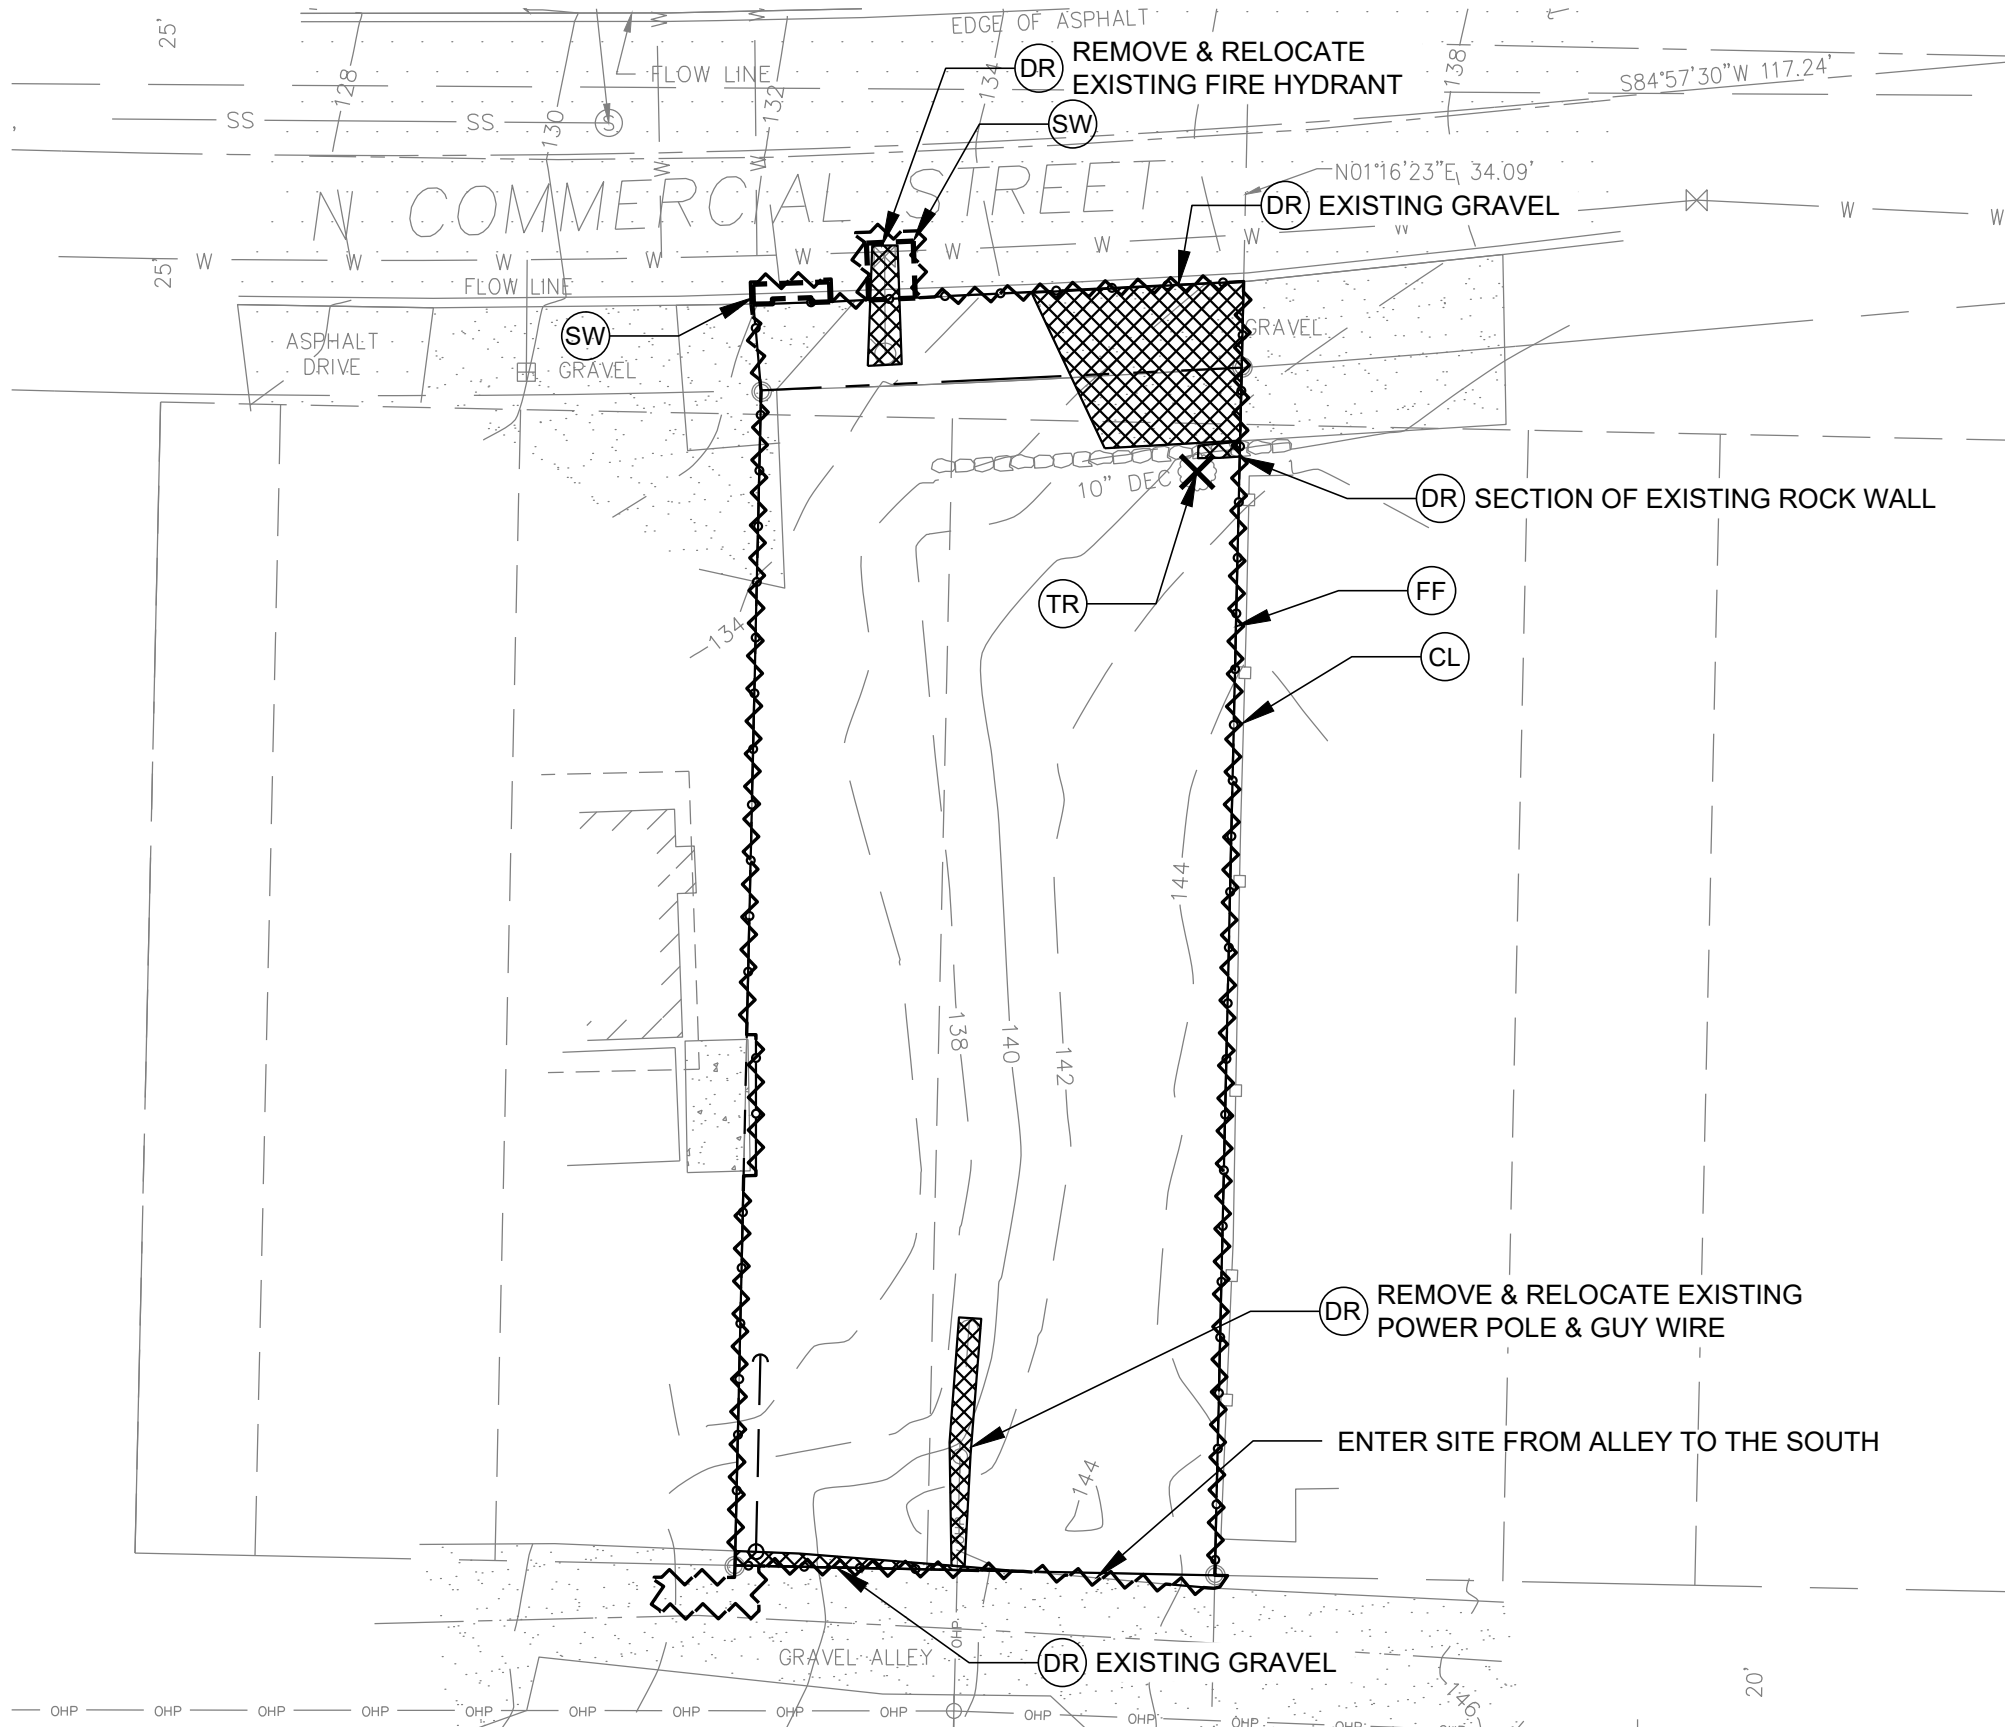 EDGE OF ASPHALT
25'
REMOVE & RELOCATE
DR
EXISTING FIRE HYDRANT
FLOW LINE
128
132
134
138
S84°57'30"W 117.24'
SS
SS
130
S
SW
W
W
W
W
N COMMERCIAL STREET
N01°16'23"E 34.09'
DR EXISTING GRAVEL
W
W
W
W
W
W
W
W
W
W
W
25'
FLOW LINE
SW
ASPHALT
DRIVE
GRAVEL
GRAVEL
10" DEC
DR SECTION OF EXISTING ROCK WALL
TR
FF
134
CL
144
138
140
142
REMOVE & RELOCATE EXISTING
DR
POWER POLE & GUY WIRE
ENTER SITE FROM ALLEY TO THE SOUTH
144
OHP
GRAVEL ALLEY
DR EXISTING GRAVEL
20'
146
OHP
OHP
OHP
OHP
OHP
OHP
OHP
OHP
OHP
OHP
OHP
OHP
OHP